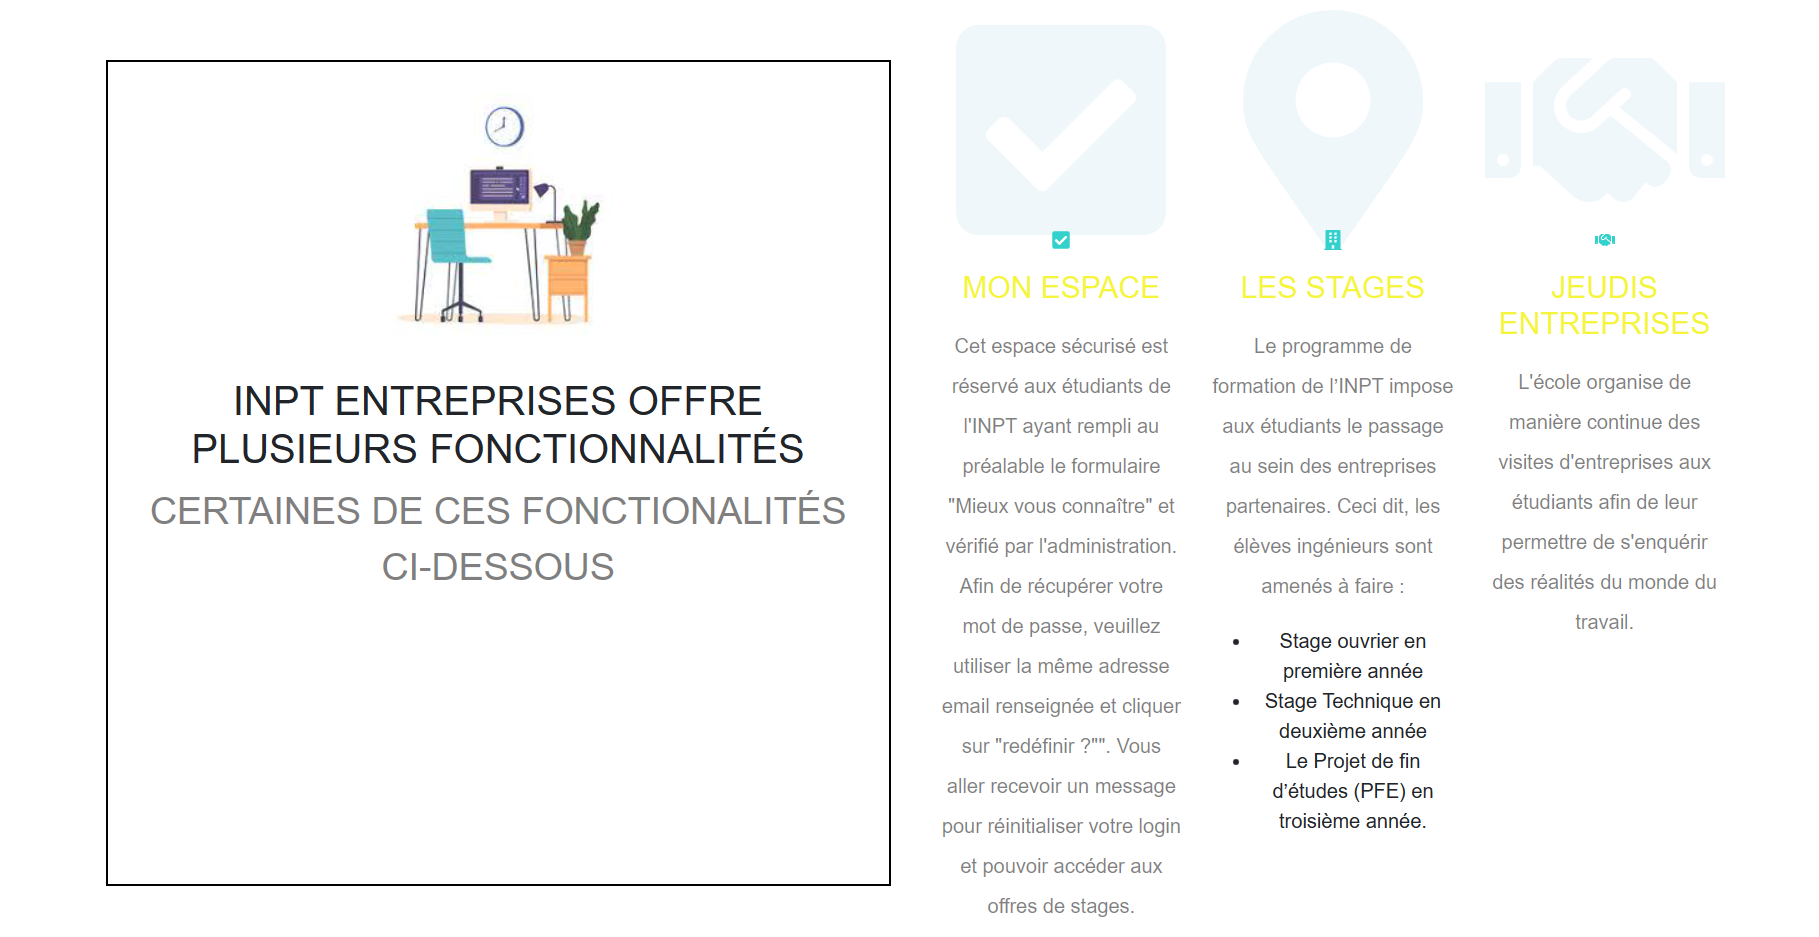 INPT ENTREPRISES OFFRE
PLUSIEURS FONCTIONNALITÉS
CERTAINES DE CES FONCTIONALITÉS
CI-DESSOUS
MON ESPACE
Cet espace sécurisé est
réservé aux étudiants de
l'INPT ayant rempli au
préalable le formulaire
"Mieux vous connaître" et
vérifié par l'administration.
Afin de récupérer votre
mot de passe, veuillez
utiliser la même adresse
email renseignée et cliquer
sur "redéfinir ?"". Vous
aller recevoir un message
pour réinitialiser votre login
et pouvoir accéder aux
offres de stages.
LES STAGES
Le programme de
formation de l’INPT impose
aux étudiants le passage
au sein des entreprises
partenaires. Ceci dit, les
élèves ingénieurs sont
amenés à faire :
• Stage ouvrier en
première année
• Stage Technique en
deuxième année
• Le Projet de fin
d’études (PFE) en
troisième année.
JEUDIS
ENTREPRISES
L'école organise de
manière continue des
visites d'entreprises aux
étudiants afin de leur
permettre de s'enquérir
des réalités du monde du
travail.